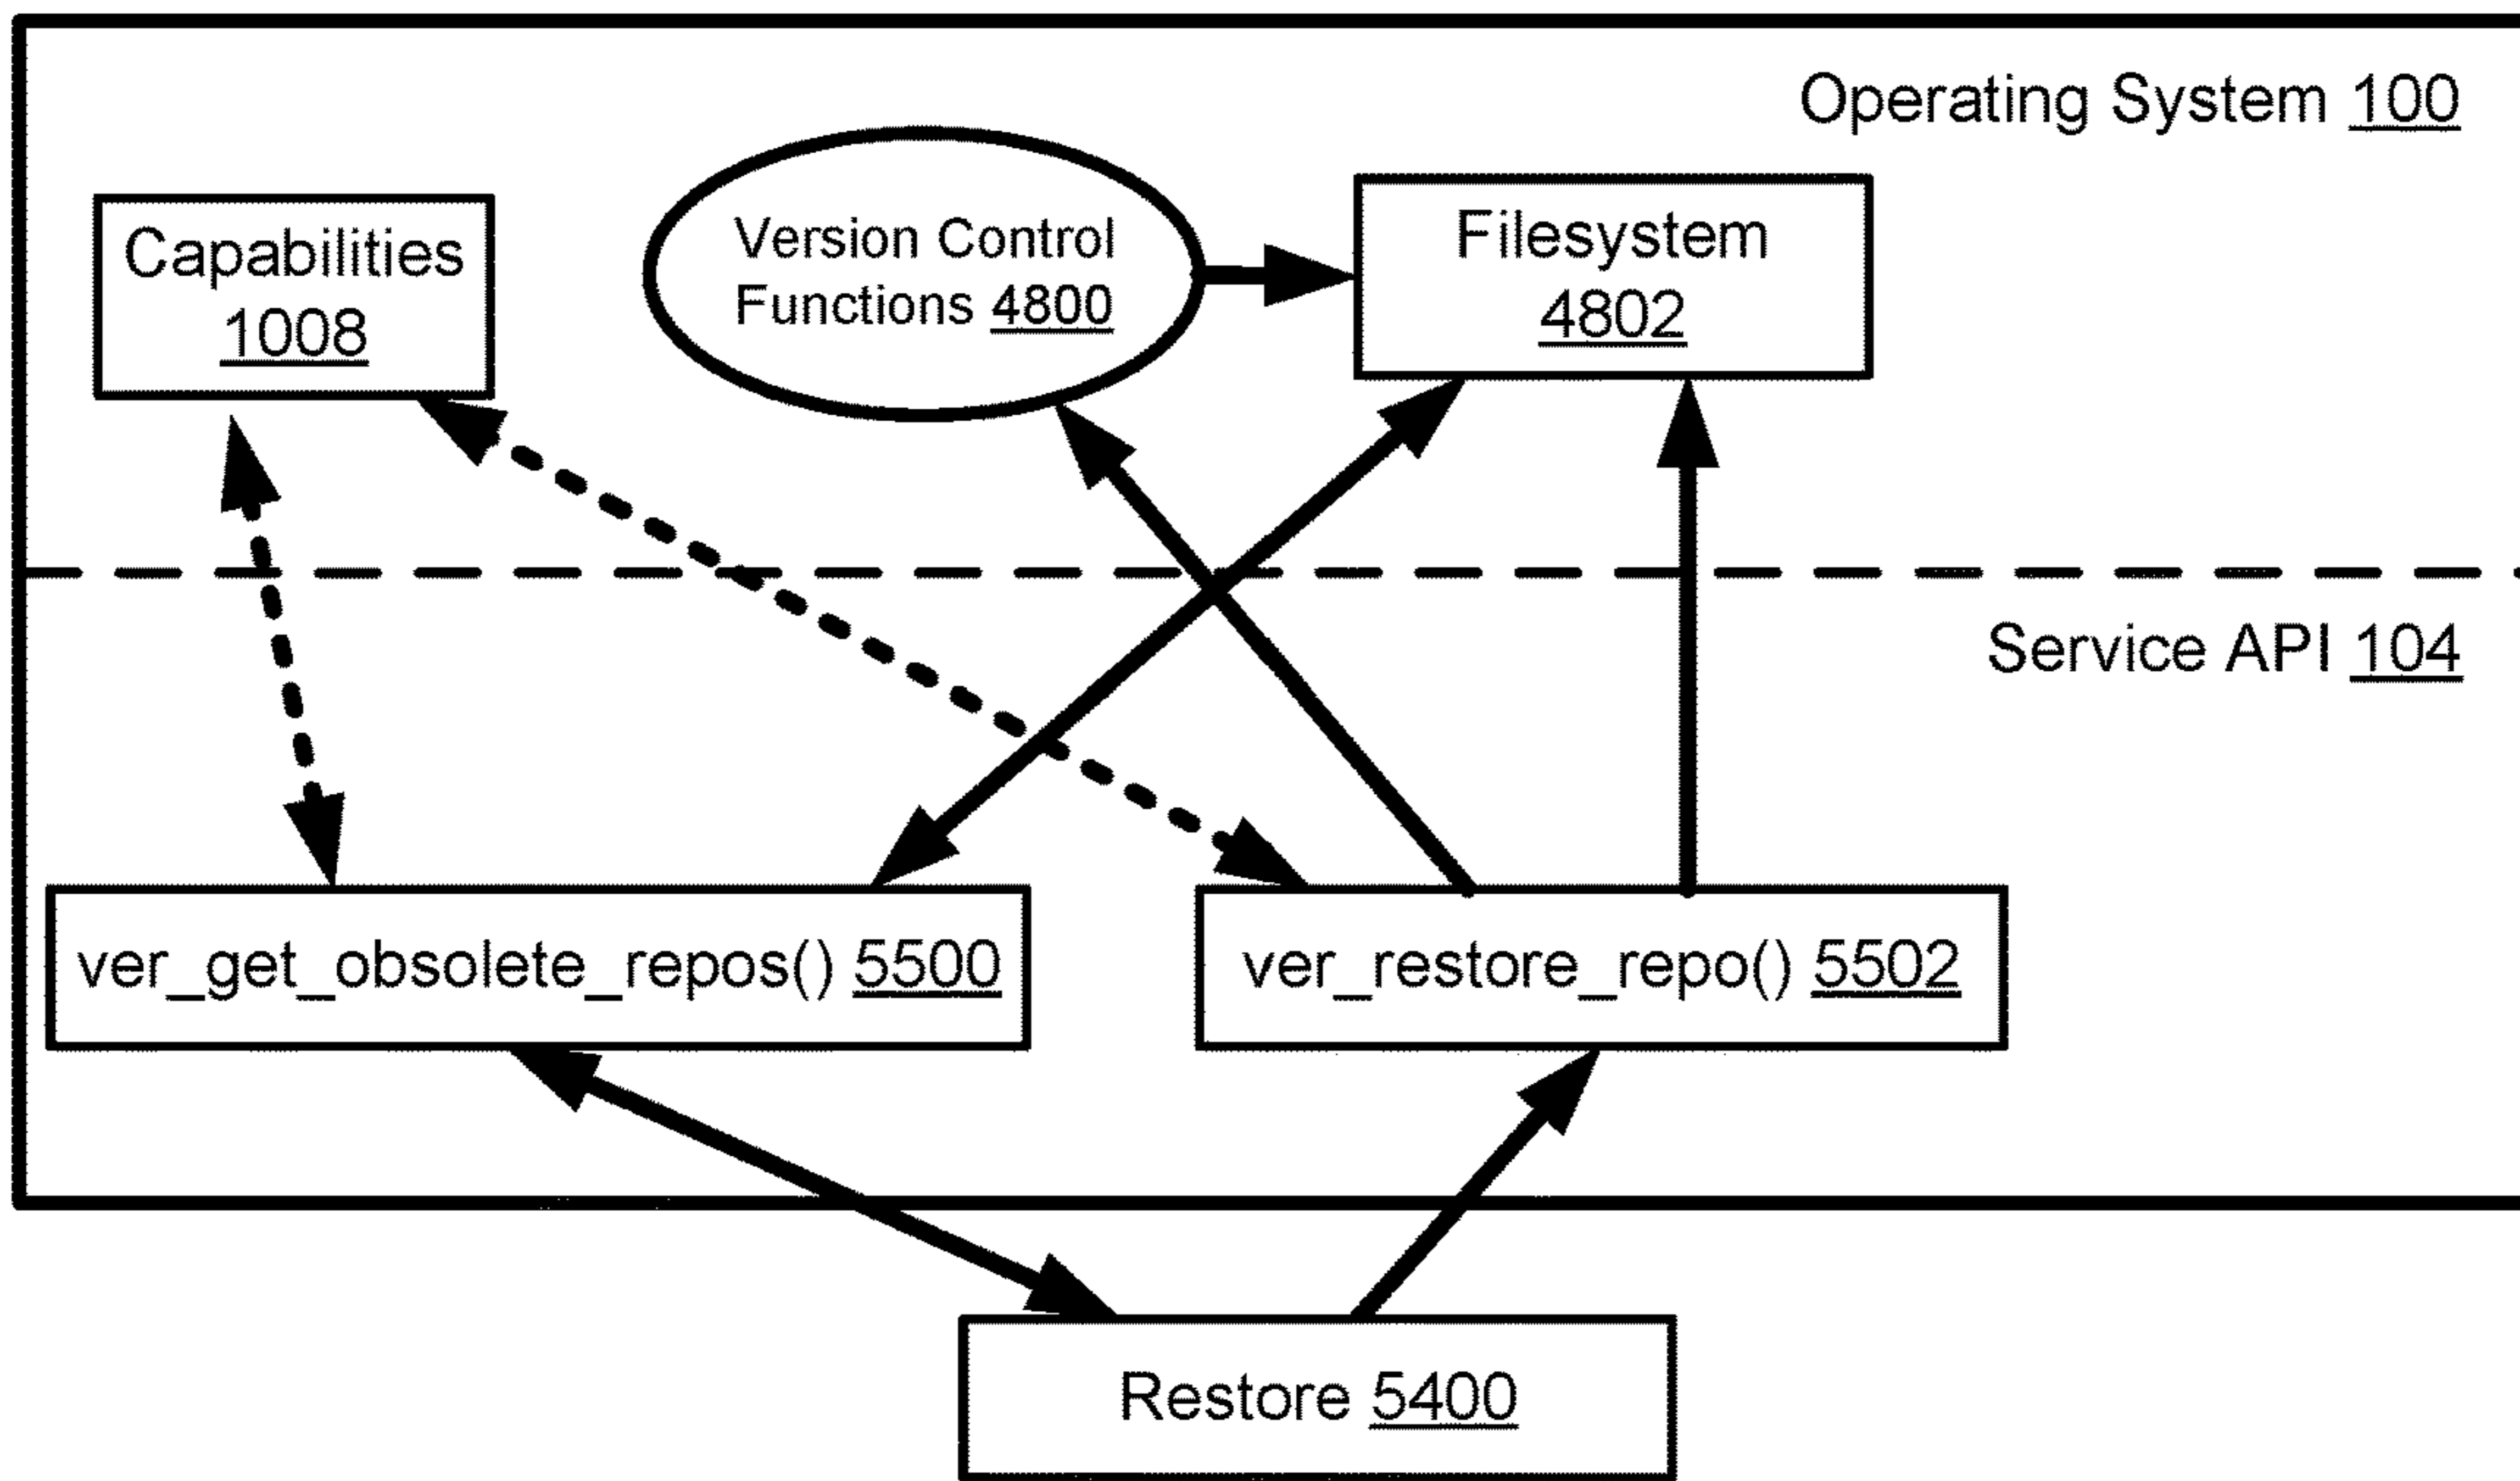 Operating System 100
Capabilities
1008
Version Control
Functions 4800
Filesystem
4802
Service API 104
ver_get_obsolete_repos() 5500
ver_restore_repo() 5502
Restore 5400